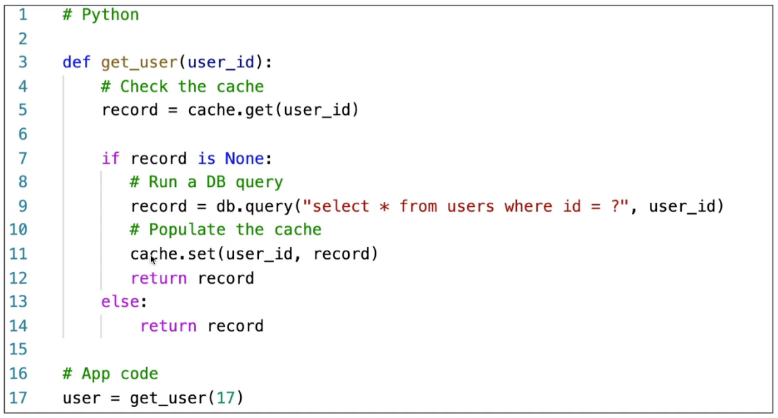 1 # Python
2
3 def get_user(user_id):
4 # Check the cache
5 record = cache.get(user_id)
6
7 if record is None:
8 # Run a DB query
9 record = db.query("select * from users where id = ?", user_id)
10 # Populate the cache
11 cache.set(user_id, record)
12 return record
13 else:
14 return record
15
16 # App code
17 user = get_user(17)